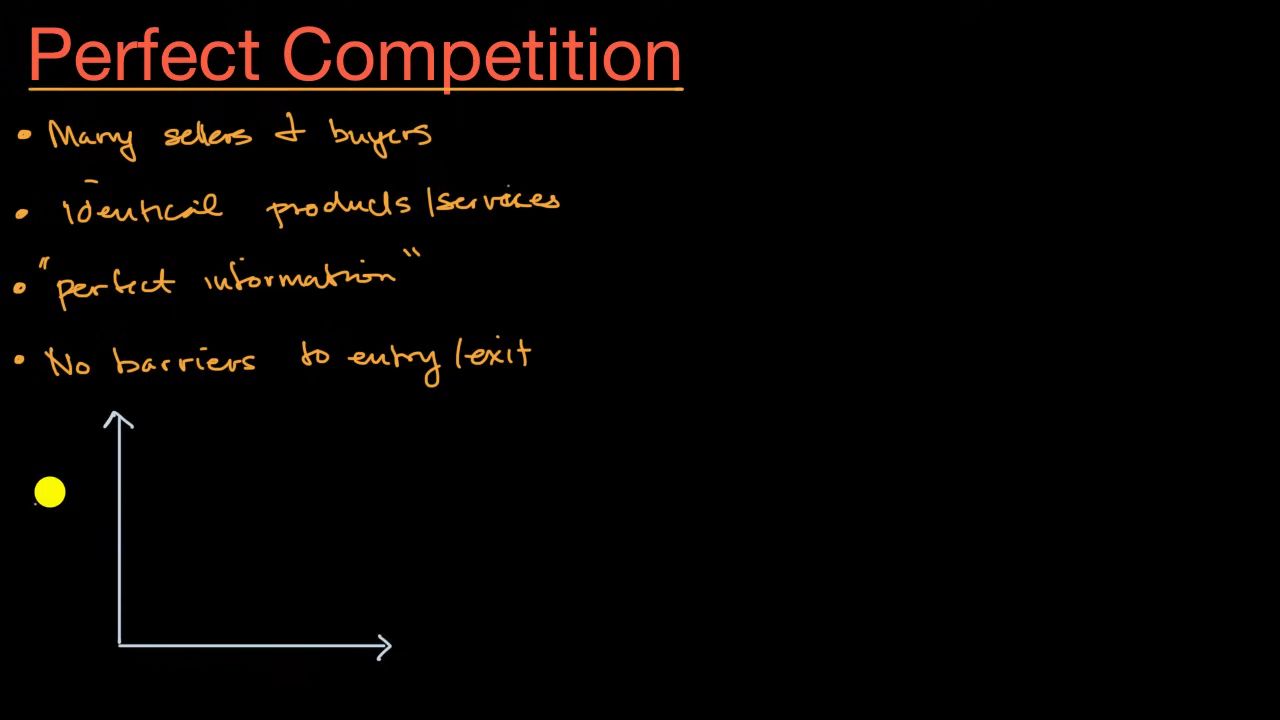 Perfect Competition
• Many sellers & buyers
• identical products/services
• "perfect information"
• No barriers to entry/exit